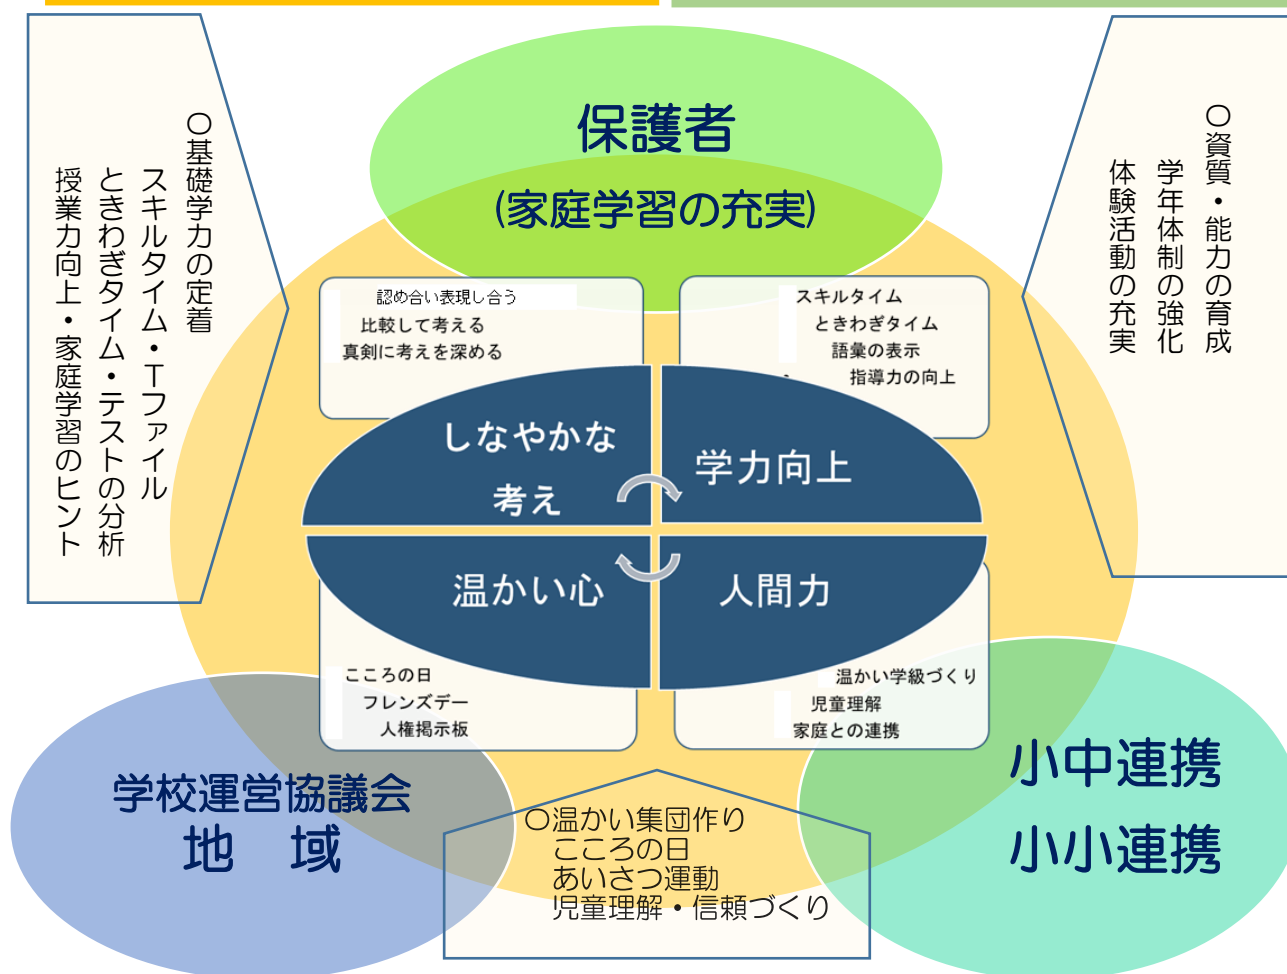 保護者
(家庭学習の充実)
〇基礎学力の定着
スキルタイム・Tファイル
ときわぎタイム・テストの分析
授業力向上・家庭学習のヒント
〇資質・能力の育成
学年体制の強化
体験活動の充実
認め合い表現し合う
比較して考える
真剣に考えを深める
スキルタイム
ときわぎタイム
語彙の表示
指導力の向上
しなやかな
考え
学力向上
温かい心
人間力
こころの日
フレンズデー
人権掲示板
温かい学級づくり
児童理解
家庭との連携
学校運営協議会
地 域
〇温かい集団作り
こころの日
あいさつ運動
児童理解・信頼づくり
小中連携
小小連携